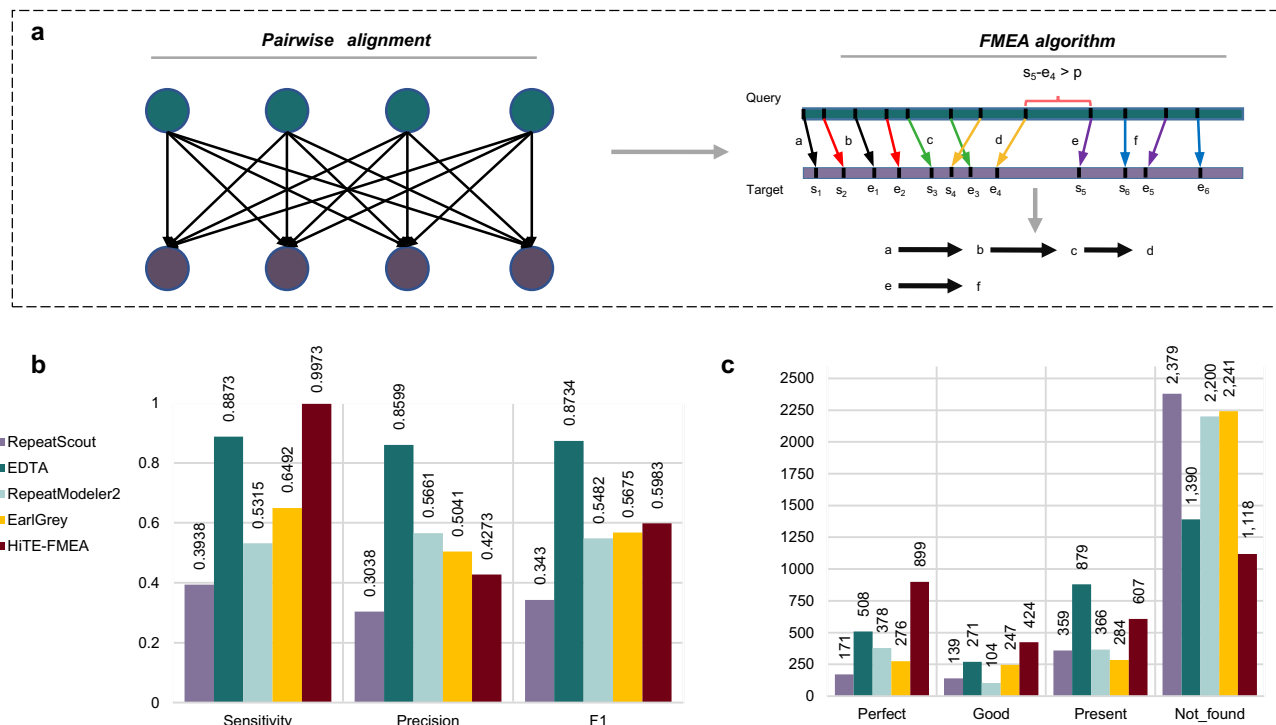 a
Pairwise alignment
FMEA algorithm
s5-e4 > p
Query
a b c d e f
Target
s1 s2 e1 e2 s3 s4 e3 e4 s5 s6 e5 e6
a b c d
e f
b
RepeatScout
EDTA
RepeatModeler2
EarlGrey
HiTE-FMEA
1
0.8
0.6
0.4
0.2
0
0.3938 0.8873 0.5315 0.6492 0.9973
0.3038 0.8599 0.5661 0.5041 0.4273
0.343 0.8734 0.5482 0.5675 0.5983
Sensitivity Precision F1
c
2500
2250
2000
1750
1500
1250
1000
750
500
250
0
171 508 378 276 899
139 271 104 247 424
359 879 366 284 607
2,379 1,390 2,200 2,241 1,118
Perfect Good Present Not_found